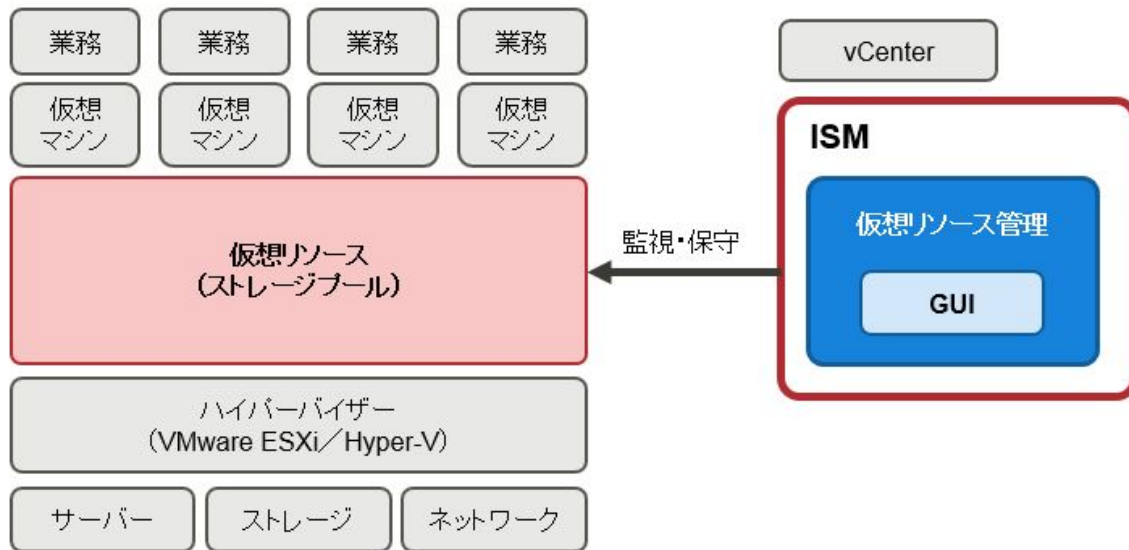 業務
業務
業務
業務
vCenter
仮想
マシン
仮想
マシン
仮想
マシン
仮想
マシン
ISM
仮想リソース管理
GUI
監視・保守
仮想リソース
(ストレージプール)
ハイパーバイザー
(VMware ESXi／Hyper-V)
サーバー
ストレージ
ネットワーク